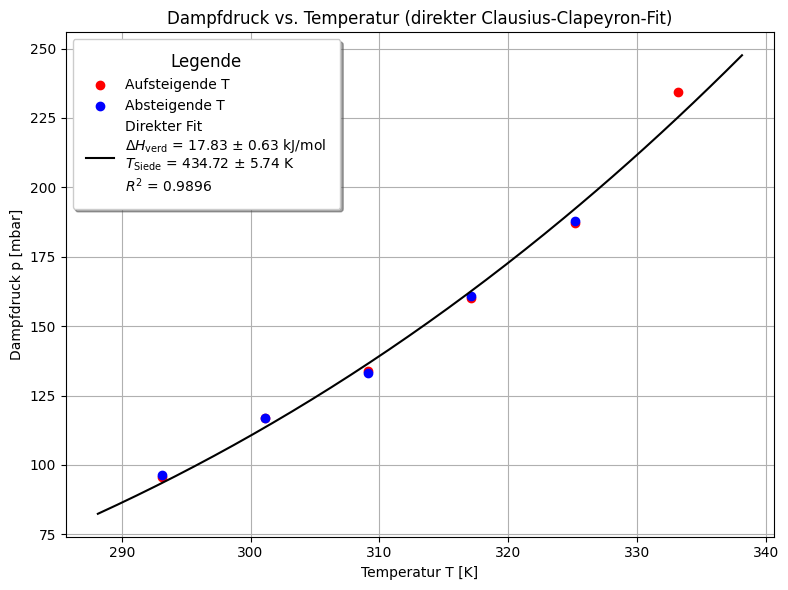 Dampfdruck vs. Temperatur (direkter Clausius-Clapeyron-Fit)
Legende
Aufsteigende T
Absteigende T
Direkter Fit
ΔH_verd = 17.83 ± 0.63 kJ/mol
T_Siede = 434.72 ± 5.74 K
R² = 0.9896
Dampfdruck p [mbar]
250
225
200
175
150
125
100
75
290
300
310
320
330
340
Temperatur T [K]